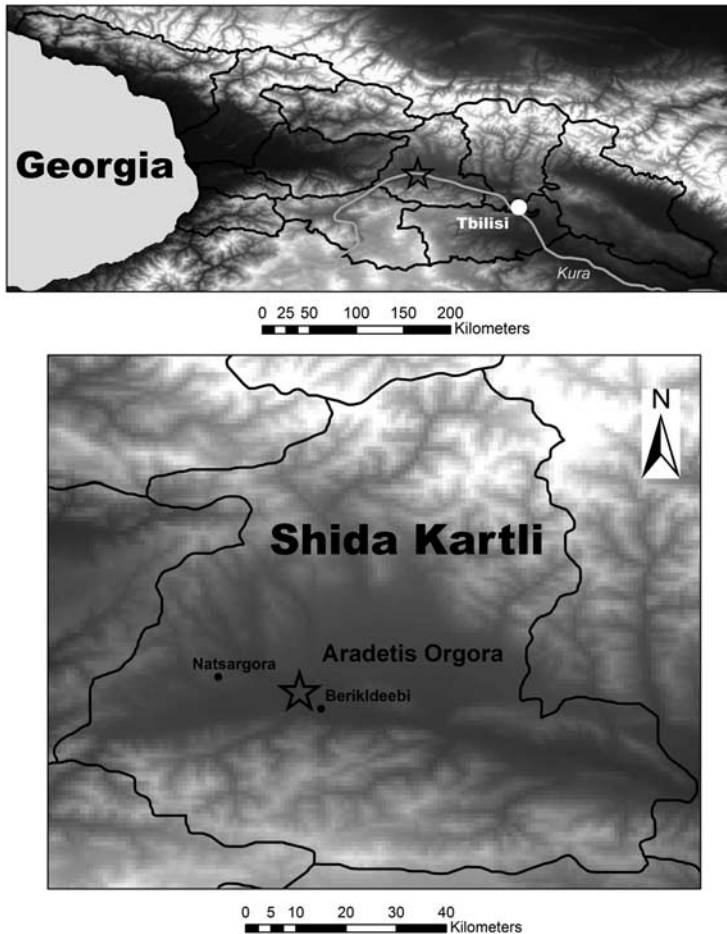 Georgia
Tbilisi
Kura
0 25 50 100 150 200
Kilometers
N
Shida Kartli
Aradetis Orgora
Natsargora
Berikldeebi
0 5 10 20 30 40
Kilometers